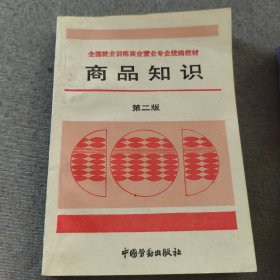 全国就业训练商业营业专业统编教材
商品知识
第二版
中国劳动出版社